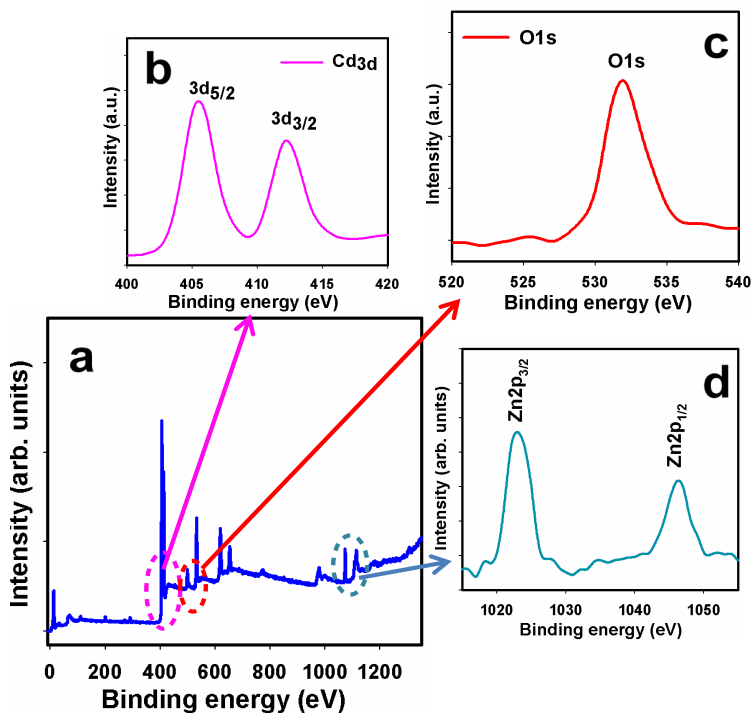 b
Cd3d
3d5/2
3d3/2
Intensity (a.u.)
400 405 410 415 420
Binding energy (eV)
c
O1s
O1s
Intensity (a.u.)
520 525 530 535 540
Binding energy (eV)
a
Intensity (arb. units)
0 200 400 600 800 1000 1200
Binding energy (eV)
d
Zn2p3/2
Zn2p1/2
Intensity (arb. units)
1020 1030 1040 1050
Binding energy (eV)